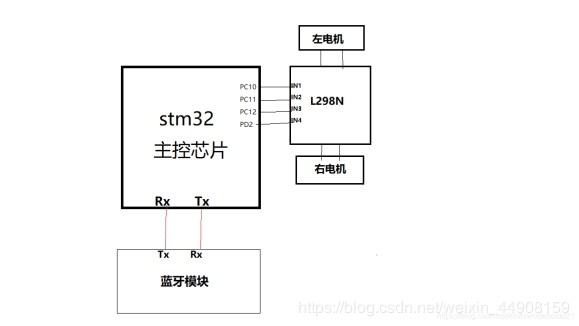 左电机
PC10 IN1
PC11 IN2
PC12 IN3
PD2 IN4
L298N
stm32
主控芯片
右电机
Rx Tx
Tx Rx
蓝牙模块
https://blog.csdn.net/weixin_44908159